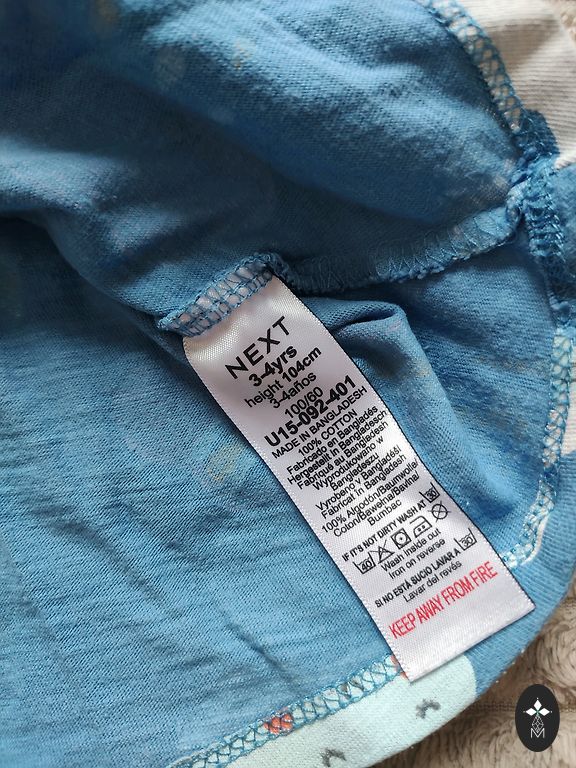 NEXT
3-4yrs
height 104cm
3-4años
100/60
U15-092-401
MADE IN BANGLADESH
100% COTTON
Fabricado en Bangladés
Hergestellt in Bangladesch
Fabriqué au Bangladesh
Wyprodukowano w
Bangladeszu
Vyrobeno v Bangladéši
Fabricat în Bangladesh
100% Algodón/Baumwolle/
Coton/Bawełna/Bavlna/
Bumbac
IF IT'S NOT DIRTY WASH AT 30
40
Wash inside out
Iron on reverse
SI NO ESTÁ SUCIO LAVAR A 30
Lavar del revés
KEEP AWAY FROM FIRE
M